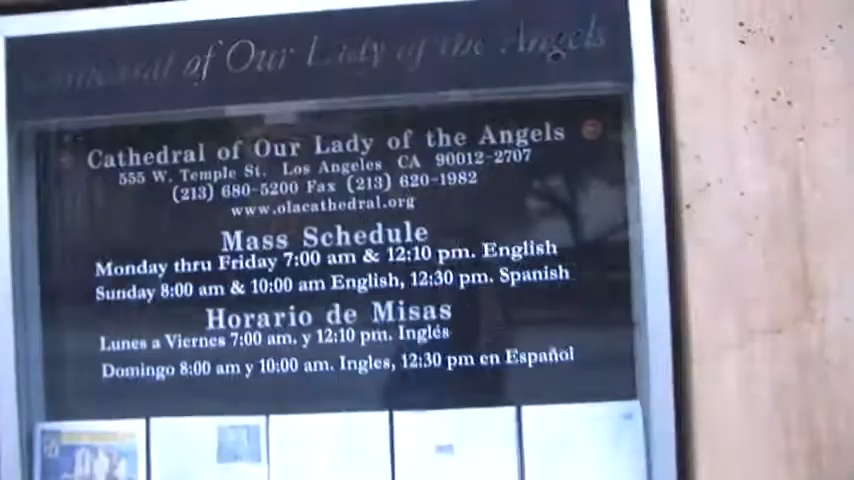 Cathedral of Our Lady of the Angels
Cathedral of Our Lady of the Angels
555 W. Temple St. Los Angeles CA 90012-2707
(213) 680-5200 Fax (213) 620-1982
www.olacathedral.org
Mass Schedule
Monday thru Friday 7:00 am & 12:10 pm. English
Sunday 8:00 am & 10:00 am English, 12:30 pm. Spanish
Horario de Misas
Lunes a Viernes 7:00 am. y 12:10 pm. Inglés
Domingo 8:00 am y 10:00 am. Ingles, 12:30 pm en Español